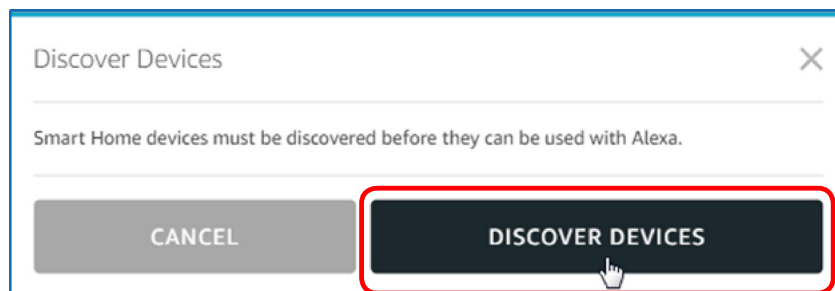 Discover Devices
Smart Home devices must be discovered before they can be used with Alexa.
CANCEL
DISCOVER DEVICES